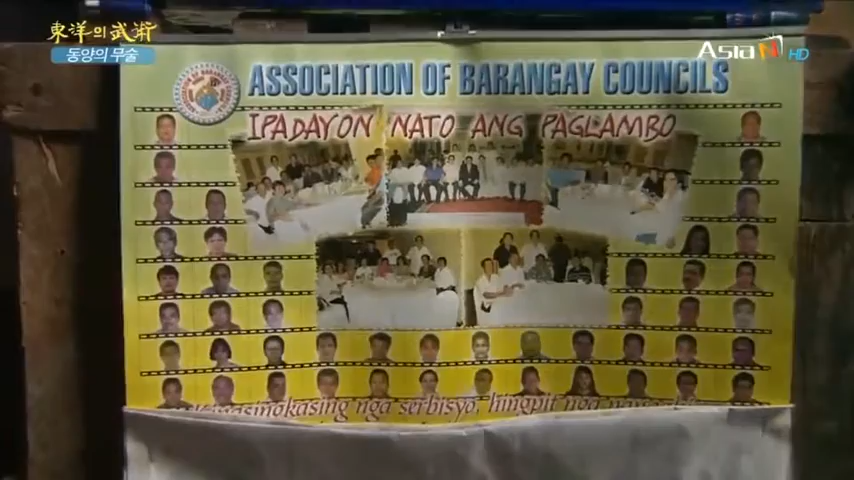 東洋의武術
동양의 무술
Asia N HD
ASSOCIATION OF BARANGAY COUNCILS
IPADAYON NATO ANG PAGLAMBO
nga serbisyo, hingpit nga